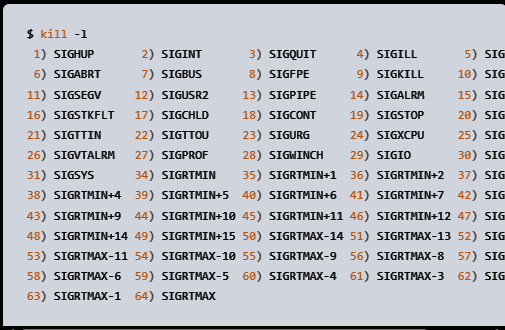 $ kill -l
1) SIGHUP 2) SIGINT 3) SIGQUIT 4) SIGILL 5) SIG
6) SIGABRT 7) SIGBUS 8) SIGFPE 9) SIGKILL 10) SIG
11) SIGSEGV 12) SIGUSR2 13) SIGPIPE 14) SIGALRM 15) SIG
16) SIGSTKFLT 17) SIGCHLD 18) SIGCONT 19) SIGSTOP 20) SIG
21) SIGTTIN 22) SIGTTOU 23) SIGURG 24) SIGXCPU 25) SIG
26) SIGVTALRM 27) SIGPROF 28) SIGWINCH 29) SIGIO 30) SIG
31) SIGSYS 34) SIGRTMIN 35) SIGRTMIN+1 36) SIGRTMIN+2 37) SIG
38) SIGRTMIN+4 39) SIGRTMIN+5 40) SIGRTMIN+6 41) SIGRTMIN+7 42) SIG
43) SIGRTMIN+9 44) SIGRTMIN+10 45) SIGRTMIN+11 46) SIGRTMIN+12 47) SIG
48) SIGRTMIN+14 49) SIGRTMIN+15 50) SIGRTMAX-14 51) SIGRTMAX-13 52) SIG
53) SIGRTMAX-11 54) SIGRTMAX-10 55) SIGRTMAX-9 56) SIGRTMAX-8 57) SIG
58) SIGRTMAX-6 59) SIGRTMAX-5 60) SIGRTMAX-4 61) SIGRTMAX-3 62) SIG
63) SIGRTMAX-1 64) SIGRTMAX